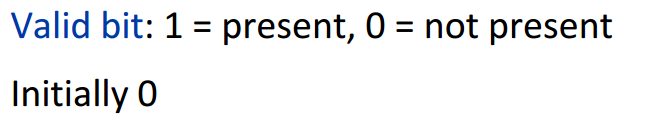 Valid bit: 1 = present, 0 = not present
Initially 0